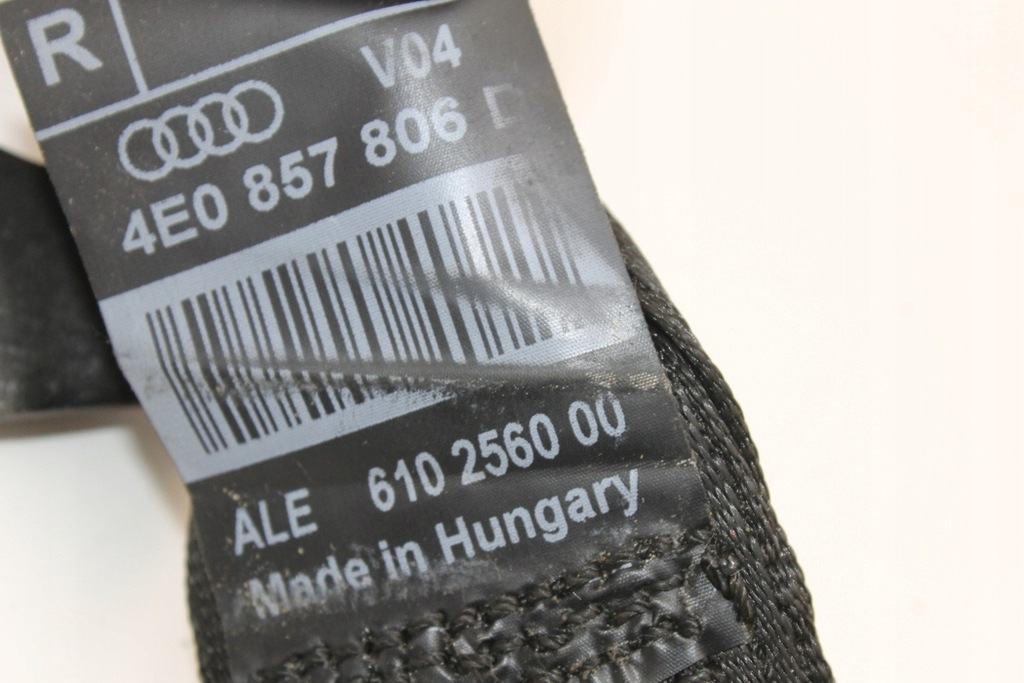 R
V04
4E0 857 806 D
ALE 610 2560 00
Made in Hungary